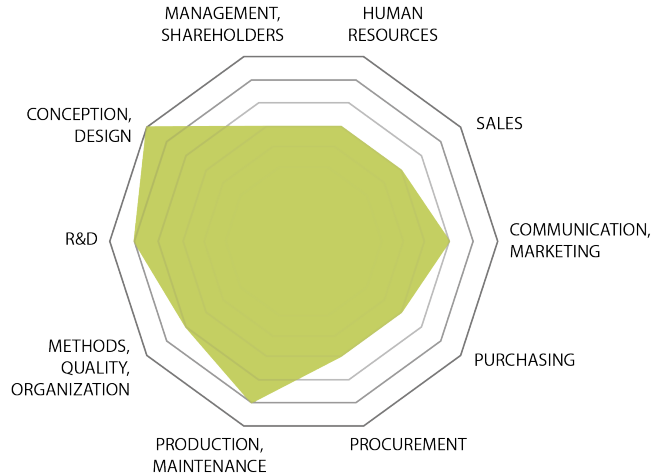 MANAGEMENT,
SHAREHOLDERS
HUMAN
RESOURCES
CONCEPTION,
DESIGN
SALES
R&D
COMMUNICATION,
MARKETING
METHODS,
QUALITY,
ORGANIZATION
PURCHASING
PRODUCTION,
MAINTENANCE
PROCUREMENT